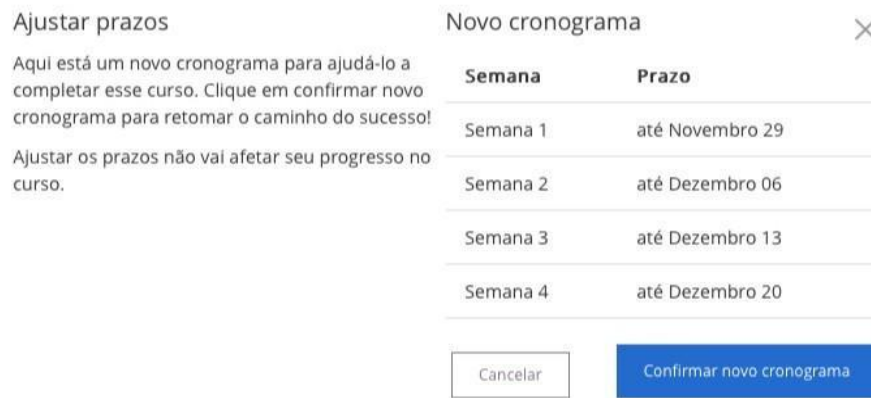 Ajustar prazos
Aqui está um novo cronograma para ajudá-lo a
completar esse curso. Clique em confirmar novo
cronograma para retomar o caminho do sucesso!
Ajustar os prazos não vai afetar seu progresso no
curso.
Novo cronograma
Semana Prazo
Semana 1 até Novembro 29
Semana 2 até Dezembro 06
Semana 3 até Dezembro 13
Semana 4 até Dezembro 20
Cancelar Confirmar novo cronograma